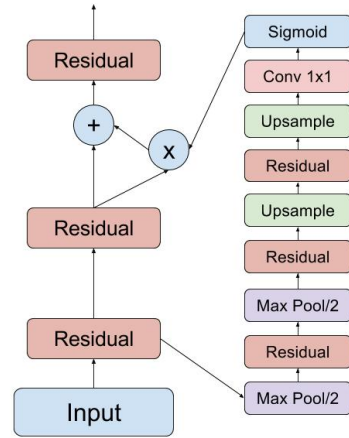 Residual
+
x
Residual
Residual
Input
Sigmoid
Conv 1x1
Upsample
Residual
Upsample
Residual
Max Pool/2
Residual
Max Pool/2